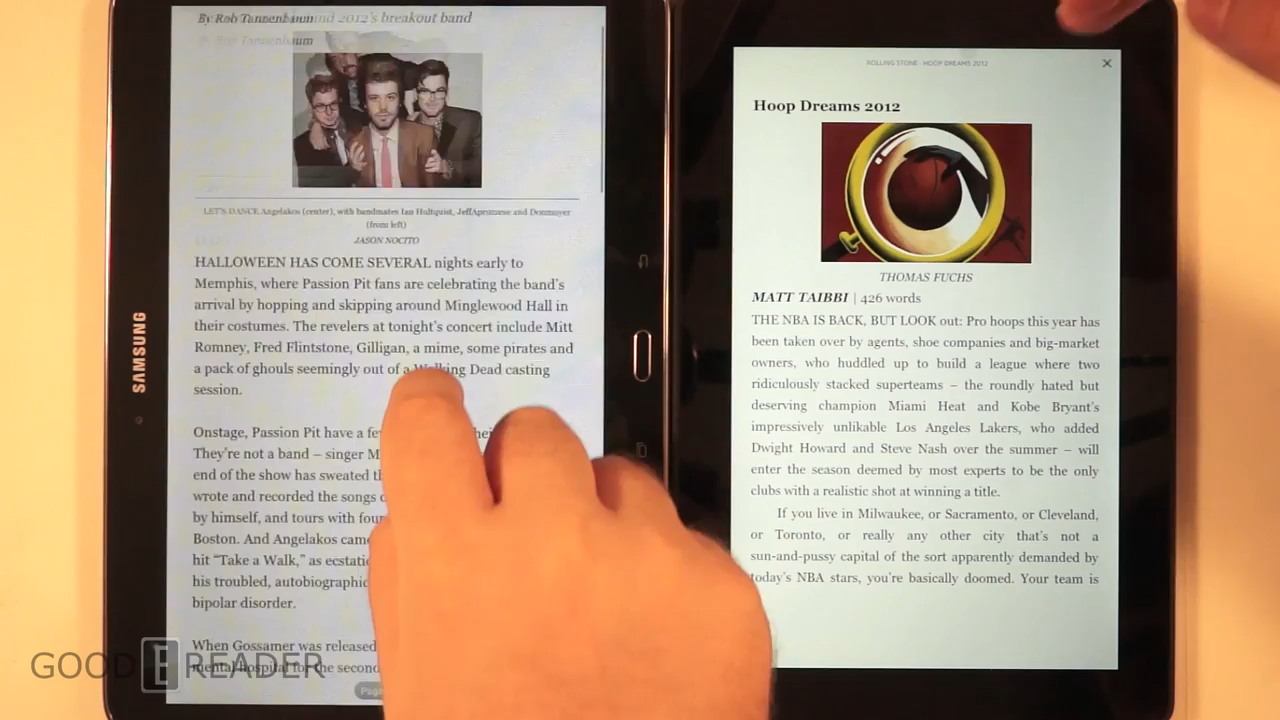 By Rob Tannenbaum
2012's breakout band
By Rob Tannenbaum
LET'S DANCE Angelakos (center), with bandmates Ian Hultquist, JeffApruzzese and Donmoyer
(from left)
JASON NOCITO
HALLOWEEN HAS COME SEVERAL nights early to
Memphis, where Passion Pit fans are celebrating the band's
arrival by hopping and skipping around Minglewood Hall in
their costumes. The revelers at tonight's concert include Mitt
Romney, Fred Flintstone, Gilligan, a mime, some pirates and
a pack of ghouls seemingly out of a Walking Dead casting
session.
Onstage, Passion Pit have a
They're not a band – singer M
end of the show has sweated
wrote and recorded the songs
by himself, and tours with four
Boston. And Angelakos came
hit "Take a Walk," as ecstatic
his troubled, autobiographic
bipolar disorder.
When Gossamer was released
mental hospital for the second
SAMSUNG
GOOD E READER
ROLLING STONE - HOOP DREAMS 2012
Hoop Dreams 2012
THOMAS FUCHS
MATT TAIBBI | 426 words
THE NBA IS BACK, BUT LOOK out: Pro hoops this year has
been taken over by agents, shoe companies and big-market
owners, who huddled up to build a league where two
ridiculously stacked superteams – the roundly hated but
deserving champion Miami Heat and Kobe Bryant's
impressively unlikable Los Angeles Lakers, who added
Dwight Howard and Steve Nash over the summer – will
enter the season deemed by most experts to be the only
clubs with a realistic shot at winning a title.
If you live in Milwaukee, or Sacramento, or Cleveland,
or Toronto, or really any other city that's not a
sun-and-pussy capital of the sort apparently demanded by
today's NBA stars, you're basically doomed. Your team is